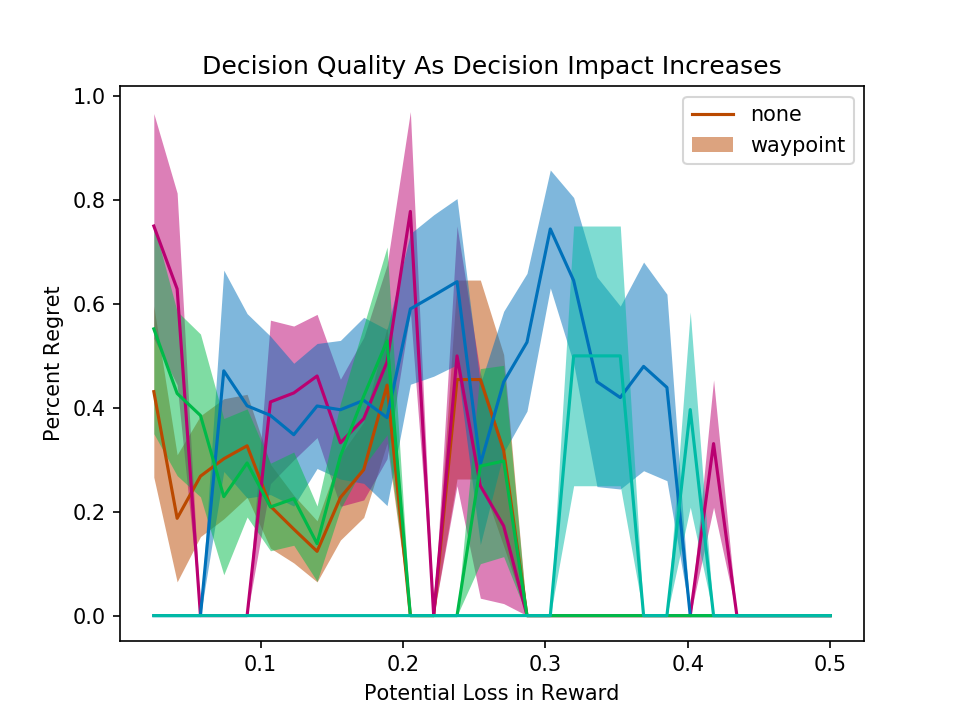 Decision Quality As Decision Impact Increases
none
waypoint
Percent Regret
1.0
0.8
0.6
0.4
0.2
0.0
0.1 0.2 0.3 0.4 0.5
Potential Loss in Reward